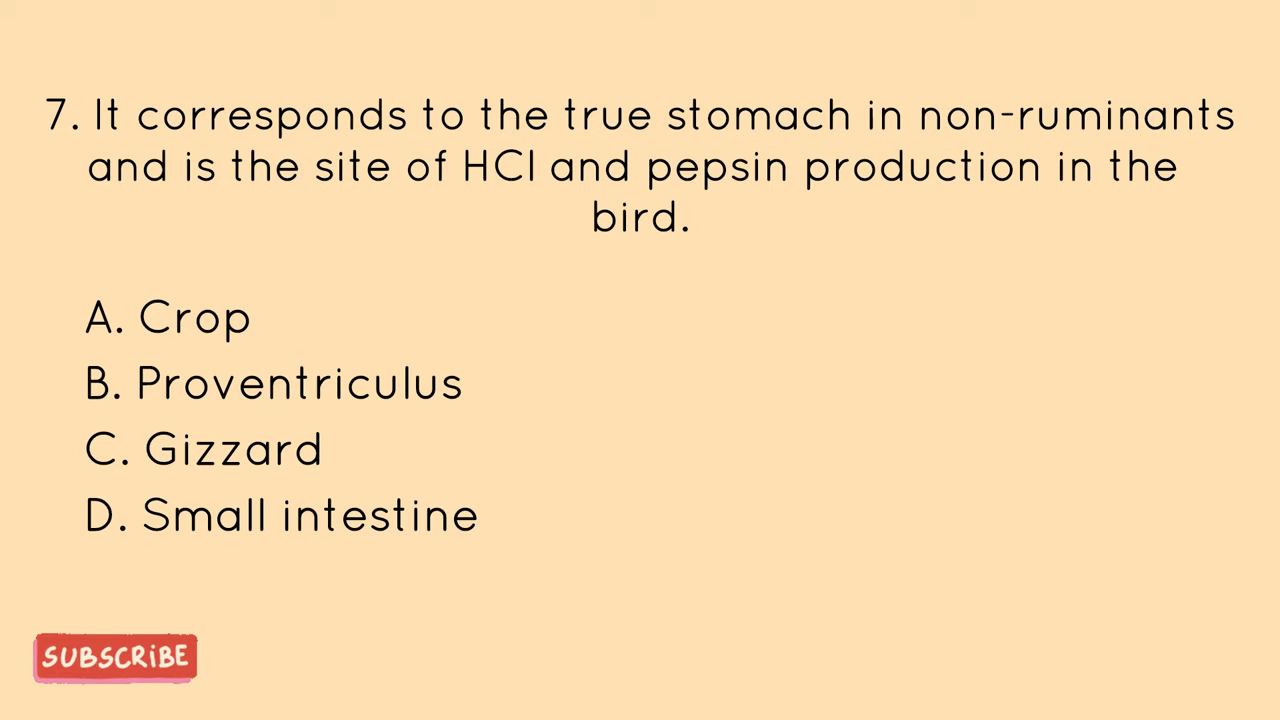 7. It corresponds to the true stomach in non-ruminants
and is the site of HCl and pepsin production in the
bird.
A. Crop
B. Proventriculus
C. Gizzard
D. Small intestine
SUBSCRiBE